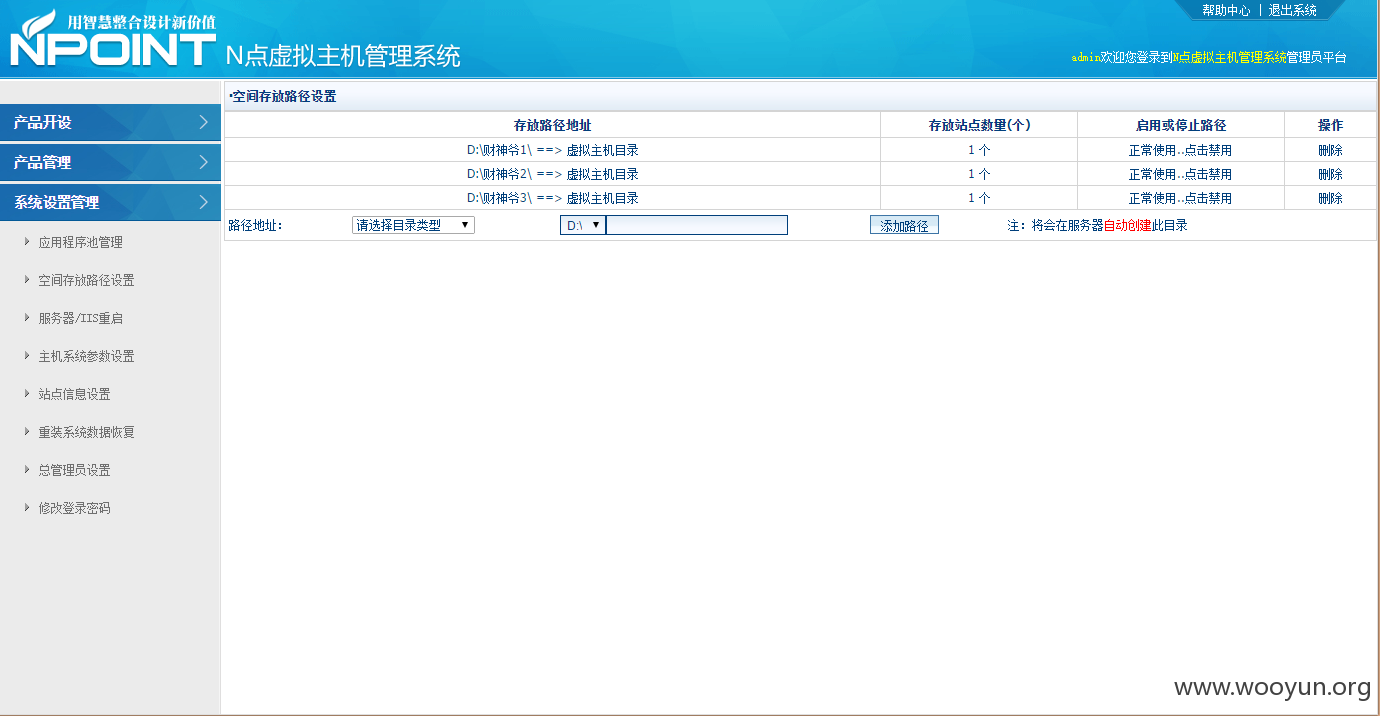 用智慧整合设计新价值
NPOINT
N点虚拟主机管理系统
帮助中心 | 退出系统
admin欢迎您登录到N点虚拟主机管理系统管理员平台
产品开设
产品管理
系统设置管理
应用程序池管理
空间存放路径设置
服务器/IIS重启
主机系统参数设置
站点信息设置
重装系统数据恢复
总管理员设置
修改登录密码
·空间存放路径设置
存放路径地址 存放站点数量(个) 启用或停止路径 操作
D:\财神爷1\ ==> 虚拟主机目录 1 个 正常使用..点击禁用 删除
D:\财神爷2\ ==> 虚拟主机目录 1 个 正常使用..点击禁用 删除
D:\财神爷3\ ==> 虚拟主机目录 1 个 正常使用..点击禁用 删除
路径地址: 请选择目录类型 D:\ 添加路径 注: 将会在服务器自动创建此目录
www.wooyun.org